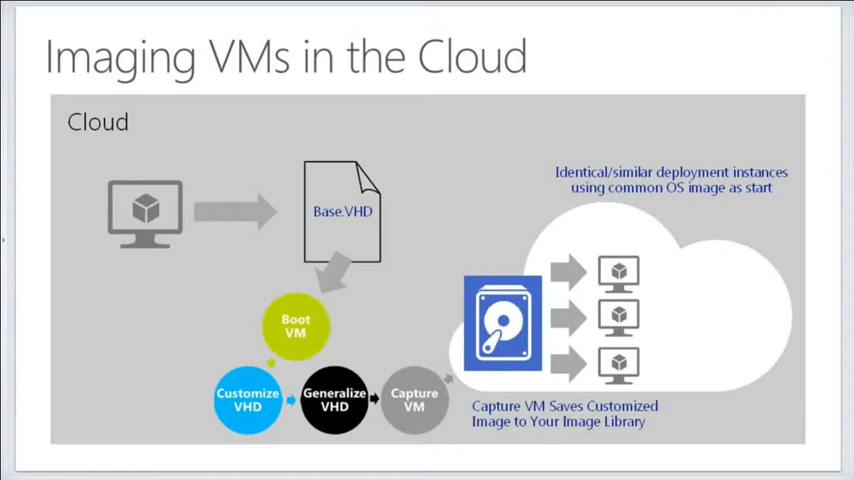 Imaging VMs in the Cloud
Cloud
Identical/similar deployment instances
using common OS image as start
Base.VHD
Boot
VM
Customize
VHD
Generalize
VHD
Capture
VM
Capture VM Saves Customized
Image to Your Image Library